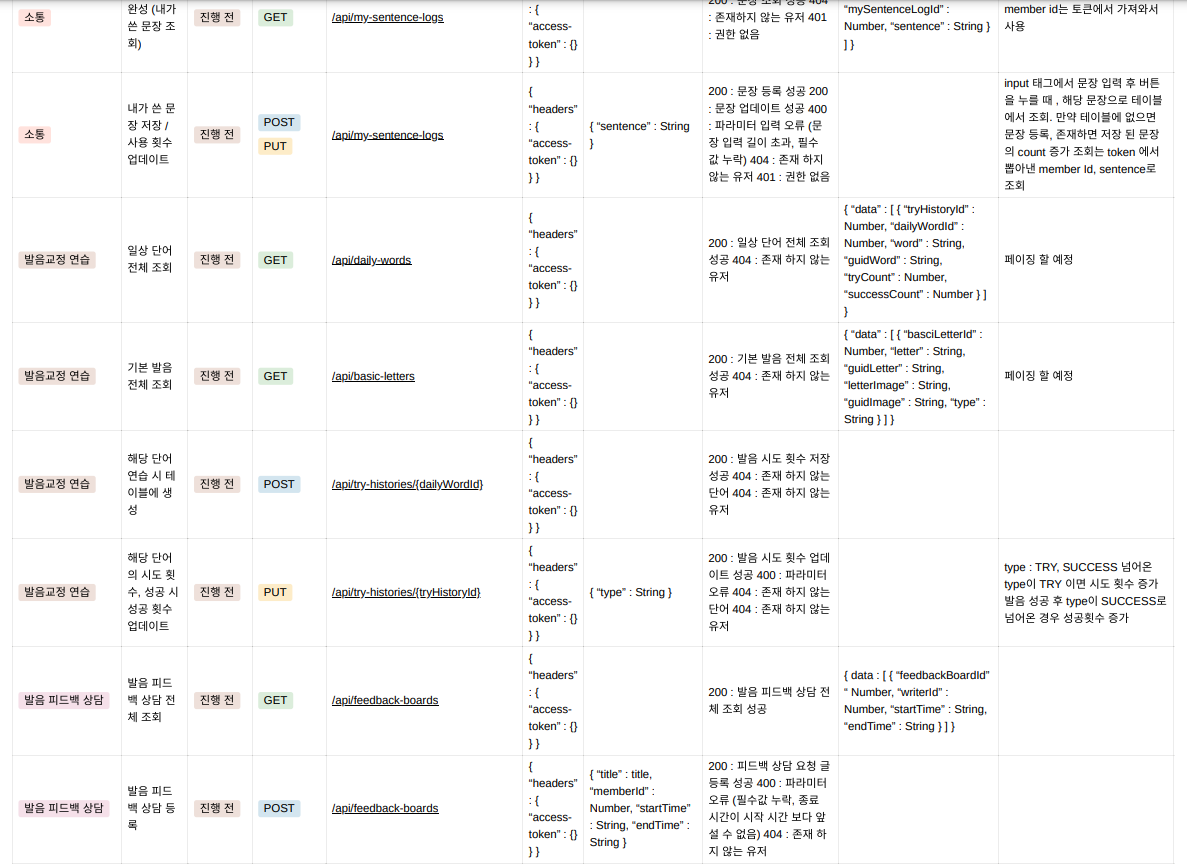 소통
완성 (내가
쓴 문장 조
회)
진행 전
GET
/api/my-sentence-logs
: {
“access-
token” : {}
} }
200 : 문장 조회 성공 404
: 존재하지 않는 유저 401
: 권한 없음
“mySentenceLogId” :
Number, “sentence” : String }
] }
member id는 토큰에서 가져와서
사용
소통
내가 쓴 문
장 저장 /
사용 횟수
업데이트
진행 전
POST
PUT
/api/my-sentence-logs
{
“headers”
: {
“access-
token” : {}
} }
{ “sentence” : String
}
200 : 문장 등록 성공 200
: 문장 업데이트 성공 400
: 파라미터 입력 오류 (문
장 입력 길이 초과, 필수
값 누락) 404 : 존재 하지
않는 유저 401 : 권한 없음
input 태그에서 문장 입력 후 버튼
을 누를 때 , 해당 문장으로 테이블
에서 조회. 만약 테이블에 없으면
문장 등록, 존재하면 저장 된 문장
의 count 증가 조회는 token 에서
뽑아낸 member Id, sentence로
조회
발음교정 연습
일상 단어
전체 조회
진행 전
GET
/api/daily-words
{
“headers”
: {
“access-
token” : {}
} }
200 : 일상 단어 전체 조회
성공 404 : 존재 하지 않는
유저
{ “data” : [ { “tryHistoryId” :
Number, “dailyWordId” :
Number, “word” : String,
“guidWord” : String,
“tryCount” : Number,
“successCount” : Number } ]
}
페이징 할 예정
발음교정 연습
기본 발음
전체 조회
진행 전
GET
/api/basic-letters
{
“headers”
: {
“access-
token” : {}
} }
200 : 기본 발음 전체 조회
성공 404 : 존재 하지 않는
유저
{ “data” : [ { “basciLetterId” :
Number, “letter” : String,
“guidLetter” : String,
“letterImage” : String,
“guidImage” : String, “type” :
String } ] }
페이징 할 예정
발음교정 연습
해당 단어
연습 시 테
이블에 생
성
진행 전
POST
/api/try-histories/{dailyWordId}
{
“headers”
: {
“access-
token” : {}
} }
200 : 발음 시도 횟수 저장
성공 404 : 존재 하지 않는
단어 404 : 존재 하지 않는
유저
발음교정 연습
해당 단어
의 시도 횟
수, 성공 시
성공 횟수
업데이트
진행 전
PUT
/api/try-histories/{tryHistoryId}
{
“headers”
: {
“access-
token” : {}
} }
{ “type” : String }
200 : 발음 시도 횟수 업데
이트 성공 400 : 파라미터
오류 404 : 존재 하지 않는
단어 404 : 존재 하지 않는
유저
type : TRY, SUCCESS 넘어온
type이 TRY 이면 시도 횟수 증가
발음 성공 후 type이 SUCCESS로
넘어온 경우 성공횟수 증가
발음 피드백 상담
발음 피드
백 상담 전
체 조회
진행 전
GET
/api/feedback-boards
{
“headers”
: {
“access-
token” : {}
} }
200 : 발음 피드백 상담 전
체 조회 성공
{ data : [ { “feedbackBoardId”
“ Number, “writerId” :
Number, “startTime” : String,
“endTime” : String } ] }
발음 피드백 상담
발음 피드
백 상담 등
록
진행 전
POST
/api/feedback-boards
{
“headers”
: {
“access-
token” : {}
} }
{ “title” : title,
“memberId” :
Number, “startTime”
: String, “endTime” :
String }
200 : 피드백 상담 요청 글
등록 성공 400 : 파라미터
오류 (필수값 누락, 종료
시간이 시작 시간 보다 앞
설 수 없음) 404 : 존재 하
지 않는 유저